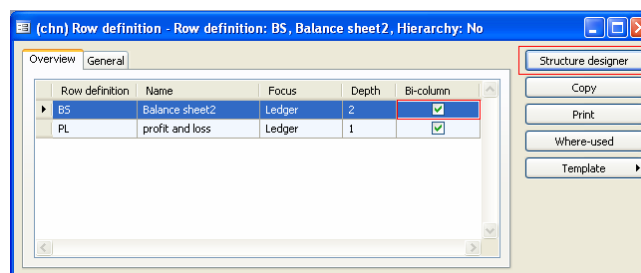 (chn) Row definition - Row definition: BS, Balance sheet2, Hierarchy: No
Overview General
Structure designer
Copy
Print
Where-used
Template
Row definition Name Focus Depth Bi-column
BS Balance sheet2 Ledger 2
PL profit and loss Ledger 1